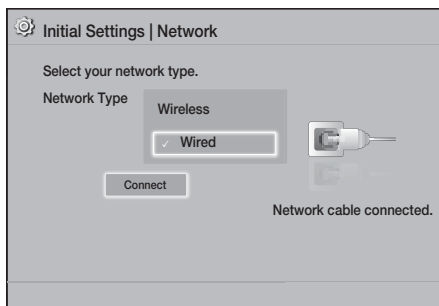 Initial Settings | Network
Select your network type.
Network Type
Wireless
✓ Wired
Connect
Network cable connected.